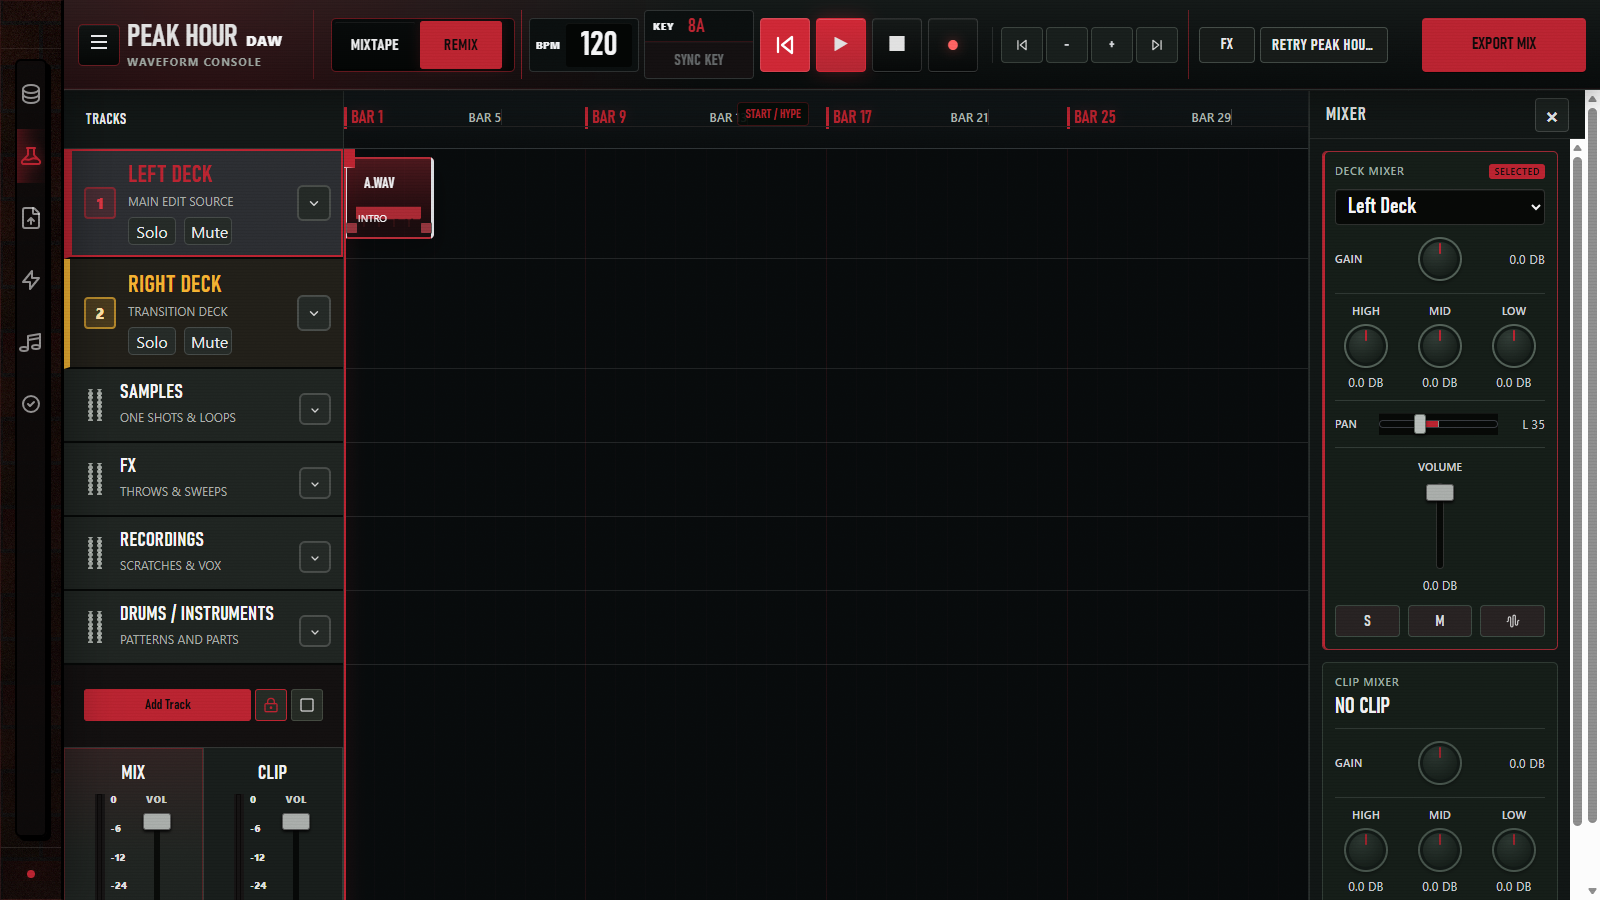 PEAK HOUR DAW
WAVEFORM CONSOLE
MIXTAPE
REMIX
BPM
120
KEY
8A
SYNC KEY
-
+
FX
RETRY PEAK HOU...
EXPORT MIX
TRACKS
BAR 1
BAR 5
BAR 9
BAR
START / HYPE
BAR 17
BAR 21
BAR 25
BAR 29
MIXER
1
LEFT DECK
MAIN EDIT SOURCE
Solo
Mute
A.WAV
INTRO
2
RIGHT DECK
TRANSITION DECK
Solo
Mute
SAMPLES
ONE SHOTS & LOOPS
FX
THROWS & SWEEPS
RECORDINGS
SCRATCHES & VOX
DRUMS / INSTRUMENTS
PATTERNS AND PARTS
Add Track
MIX
0
VOL
-6
-12
-24
CLIP
0
VOL
-6
-12
-24
DECK MIXER
SELECTED
Left Deck
GAIN
0.0 DB
HIGH
MID
LOW
0.0 DB
0.0 DB
0.0 DB
PAN
L 35
VOLUME
0.0 DB
S
M
CLIP MIXER
NO CLIP
GAIN
0.0 DB
HIGH
MID
LOW
0.0 DB
0.0 DB
0.0 DB